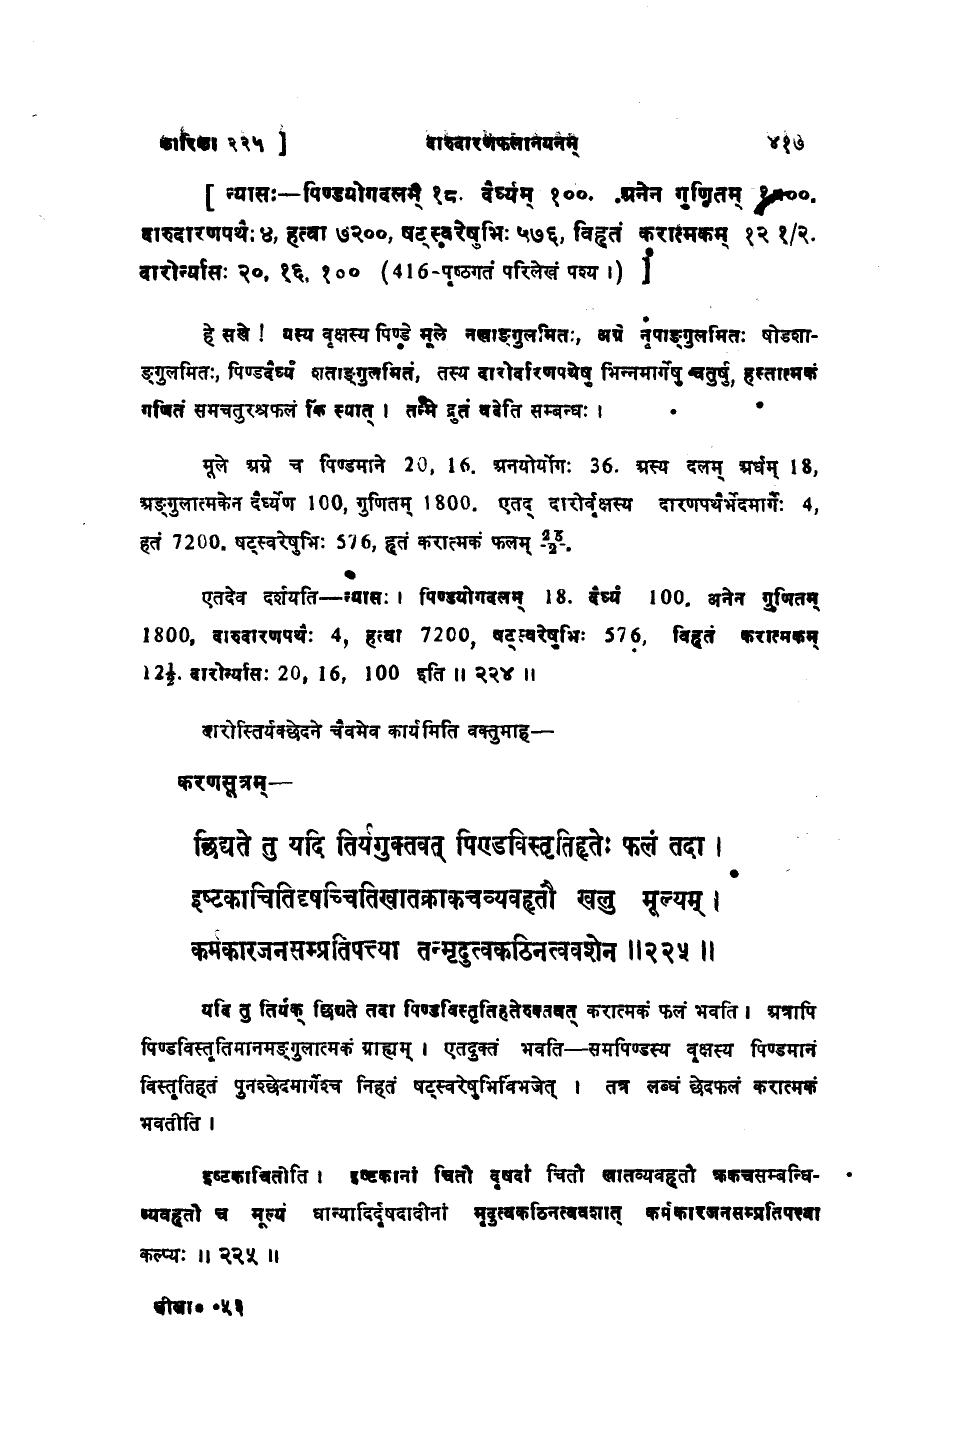 कारिका २२५ ] दारुदारणफलानयनम् ४१७
[ न्यासः—पिण्डयोगदलम् १८. दैर्घ्यम् १००. अनेन गुणितम् १८००.
दारुदारणपथैः ४, हत्वा ७२००, षट्स्वरेषुभिः ५७६, विहृतं करात्मकम् १२ १/२.
दारोर्न्यासः २०, १६, १०० (416-पृष्ठगतं परिलेखं पश्य ।) ]
हे सखे ! यस्य वृक्षस्य पिण्डे मूले नखाङ्गुलमितः, अग्रे नृपाङ्गुलमितः षोडशा-
ङ्गुलमितः, पिण्डदैर्घ्यं शताङ्गुलमितं, तस्य दारोर्दारणपथेषु भिन्नमार्गेषु चतुर्षु, हस्तात्मकं
गणितं समचतुरश्रफलं किं स्यात् । तन्मे द्रुतं वदेति सम्बन्धः ।
मूले अग्रे च पिण्डमाने 20, 16. अनयोर्योगः 36. अस्य दलम् अर्धम् 18,
अङ्गुलात्मकेन दैर्घ्येण 100, गुणितम् 1800. एतद् दारोर्वृक्षस्य दारणपथैर्भेदमार्गैः 4,
हतं 7200. षट्स्वरेषुभिः 576, हृतं करात्मकं फलम् २५/2.
एतदेव दर्शयति—न्यासः । पिण्डयोगदलम् 18. दैर्घ्यं 100. अनेन गुणितम्
1800, दारुदारणपथैः 4, हत्वा 7200, षट्स्वरेषुभिः 576, विहृतं करात्मकम्
12½. दारोर्न्यासः 20, 16, 100 इति ॥ २२४ ॥
दारोस्तिर्यक्छेदने चैवमेव कार्यमिति वक्तुमाह—
करणसूत्रम्—
छिद्यते तु यदि तिर्यगुक्तवत् पिण्डविस्तृतिहृतेः फलं तदा ।
इष्टकाचितिदृषच्चितिखातक्राकचव्यवहृतौ खलु मूल्यम् ।
कर्मकारजनसम्प्रतिपत्त्या तन्मृदुत्वकठिनत्ववशेन ॥२२५ ॥
यदि तु तिर्यक् छिद्यते तदा पिण्डविस्तृतिहतेरुक्तवत् करात्मकं फलं भवति । अत्रापि
पिण्डविस्तृतिमानमङ्गुलात्मकं ग्राह्यम् । एतदुक्तं भवति—समपिण्डस्य वृक्षस्य पिण्डमानं
विस्तृतिहतं पुनश्छेदमार्गैश्च निहतं षट्स्वरेषुभिर्विभजेत् । तत्र लब्धं छेदफलं करात्मकं
भवतीति ।
इष्टकाचितीति । इष्टकानां चितौ दृषदां चितौ खातव्यवहृतौ क्रकचसम्बन्धि-
व्यवहृतौ च मूल्यं धान्यादिर्दृषदादीनां मृदुत्वकठिनत्ववशात् कर्मकारजनसम्प्रतिपत्त्या
कल्प्यः ॥ २२५ ॥
लीला० ५३